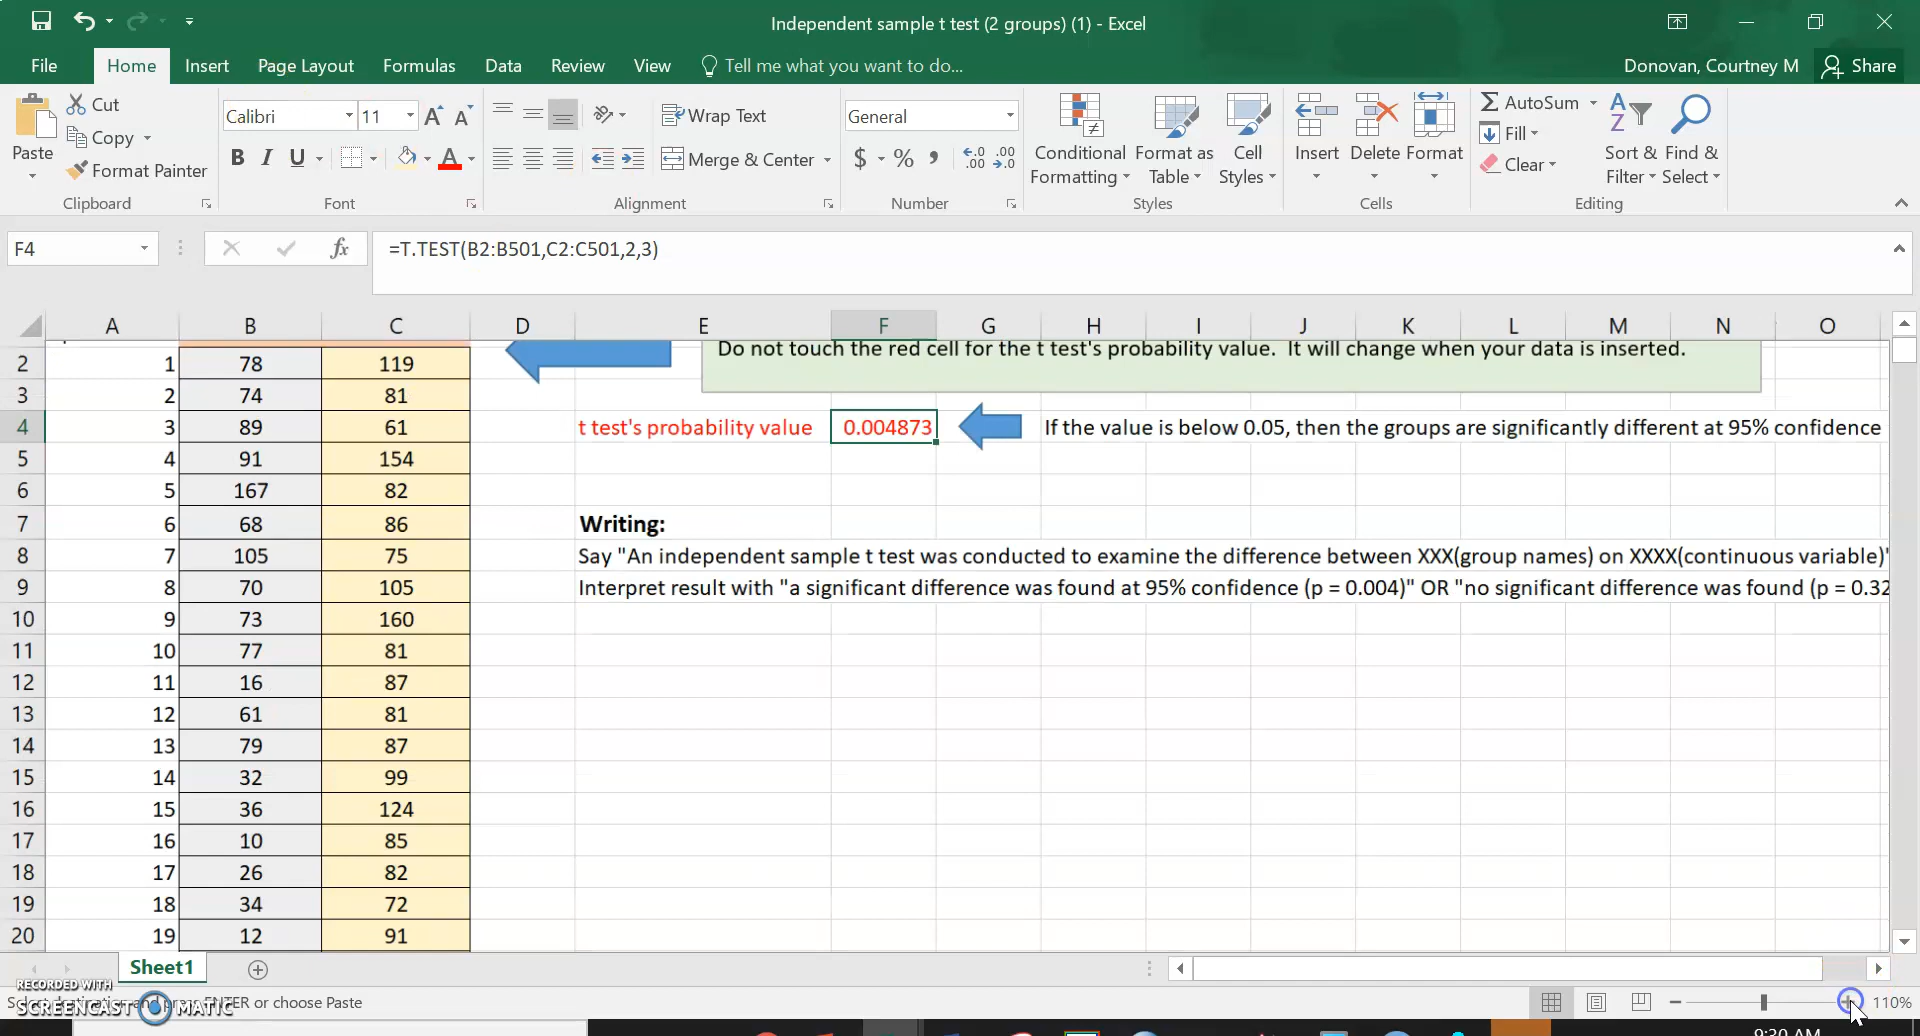 Independent sample t test (2 groups) (1) - Excel
File Home Insert Page Layout Formulas Data Review View Tell me what you want to do... Donovan, Courtney M Share
Paste Cut Copy Format Painter Clipboard
Calibri 11 B I U A Font
Wrap Text Merge & Center Alignment
General $ % , .00 .00 Number
Conditional Formatting Format as Table Cell Styles Styles
Insert Delete Format Cells
AutoSum Fill Clear Sort & Filter Find & Select Editing
F4 fx =T.TEST(B2:B501,C2:C501,2,3)
A B C D E F G H I J K L M N O
Do not touch the red cell for the t test's probability value. It will change when your data is inserted.
2 1 78 119
3 2 74 81
4 3 89 61 t test's probability value 0.004873 If the value is below 0.05, then the groups are significantly different at 95% confidence
5 4 91 154
6 5 167 82
7 6 68 86 Writing:
8 7 105 75 Say "An independent sample t test was conducted to examine the difference between XXX(group names) on XXXX(continuous variable)"
9 8 70 105 Interpret result with "a significant difference was found at 95% confidence (p = 0.004)" OR "no significant difference was found (p = 0.32
10 9 73 160
11 10 77 81
12 11 16 87
13 12 61 81
14 13 79 87
15 14 32 99
16 15 36 124
17 16 10 85
18 17 26 82
19 18 34 72
20 19 12 91
Sheet1
RECORDED WITH
SCREENCAST MATIC
ENTER or choose Paste
110%
9:30 AM